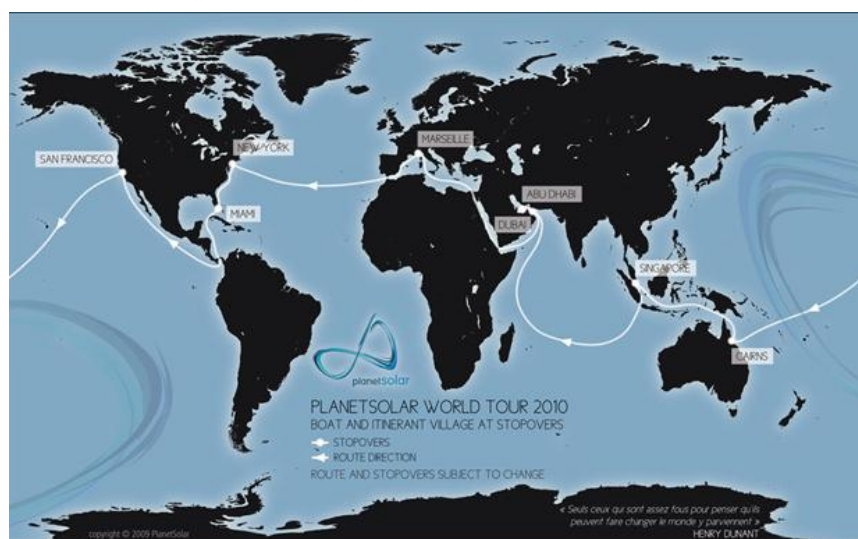 MARSEILLE
NEW-YORK
SAN FRANCISCO
ABU DHABI
MIAMI
DUBAI
SINGAPORE
CAIRNS
planetsolar
PLANETSOLAR WORLD TOUR 2010
BOAT AND ITINERANT VILLAGE AT STOPOVERS
STOPOVERS
ROUTE DIRECTION
ROUTE AND STOPOVERS SUBJECT TO CHANGE
« Seuls ceux qui sont assez fous pour penser qu'ils
peuvent faire changer le monde y parviennent »
HENRY DUNANT
copyright © 2009 PlanetSolar